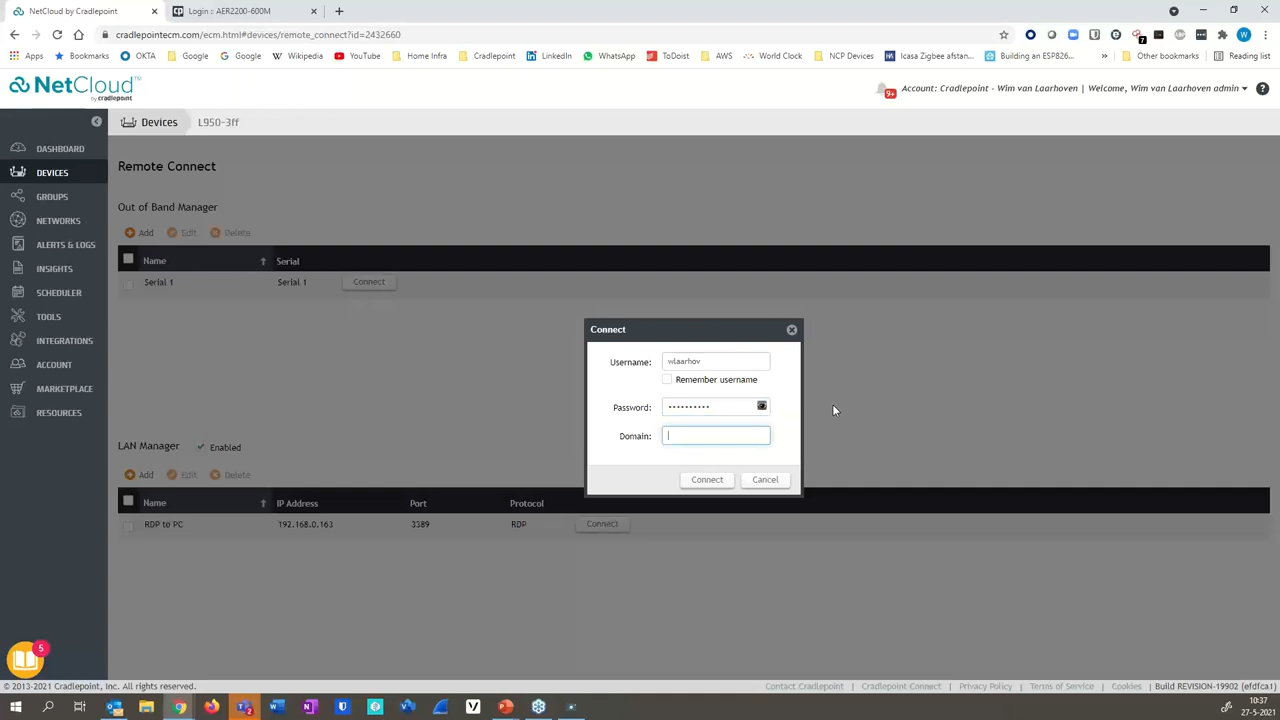 NetCloud by Cradlepoint
Login :: AER2200-600M
cradlepointecm.com/ecm.html#devices/remote_connect?id=2432660
7
W
Apps
Bookmarks
OKTA
Google
Google
Wikipedia
YouTube
Home Infra
Cradlepoint
LinkedIn
WhatsApp
ToDoist
AWS
World Clock
NCP Devices
Icasa Zigbee afstan...
Building an ESP826...
Other bookmarks
Reading list
NetCloud™
by cradlepoint
9+
Account: Cradlepoint - Wim van Laarhoven | Welcome, Wim van Laarhoven admin
Devices
L950-3ff
DASHBOARD
DEVICES
GROUPS
NETWORKS
ALERTS & LOGS
INSIGHTS
SCHEDULER
TOOLS
INTEGRATIONS
ACCOUNT
MARKETPLACE
RESOURCES
5
Remote Connect
Out of Band Manager
Add Edit Delete
Name Serial
Serial 1 Serial 1 Connect
Connect
Username: wlaarhov
Remember username
Password: ••••••••••
Domain:
Connect Cancel
LAN Manager Enabled
Add Edit Delete
Name IP Address Port Protocol
RDP to PC 192.168.0.163 3389 RDP Connect
© 2013-2021 Cradlepoint, Inc. All rights reserved.
Contact Cradlepoint | Cradlepoint Connect | Privacy Policy | Terms of Service | Cookies | Build REVISION-19902 (efdfca1)
10:37
27-5-2021